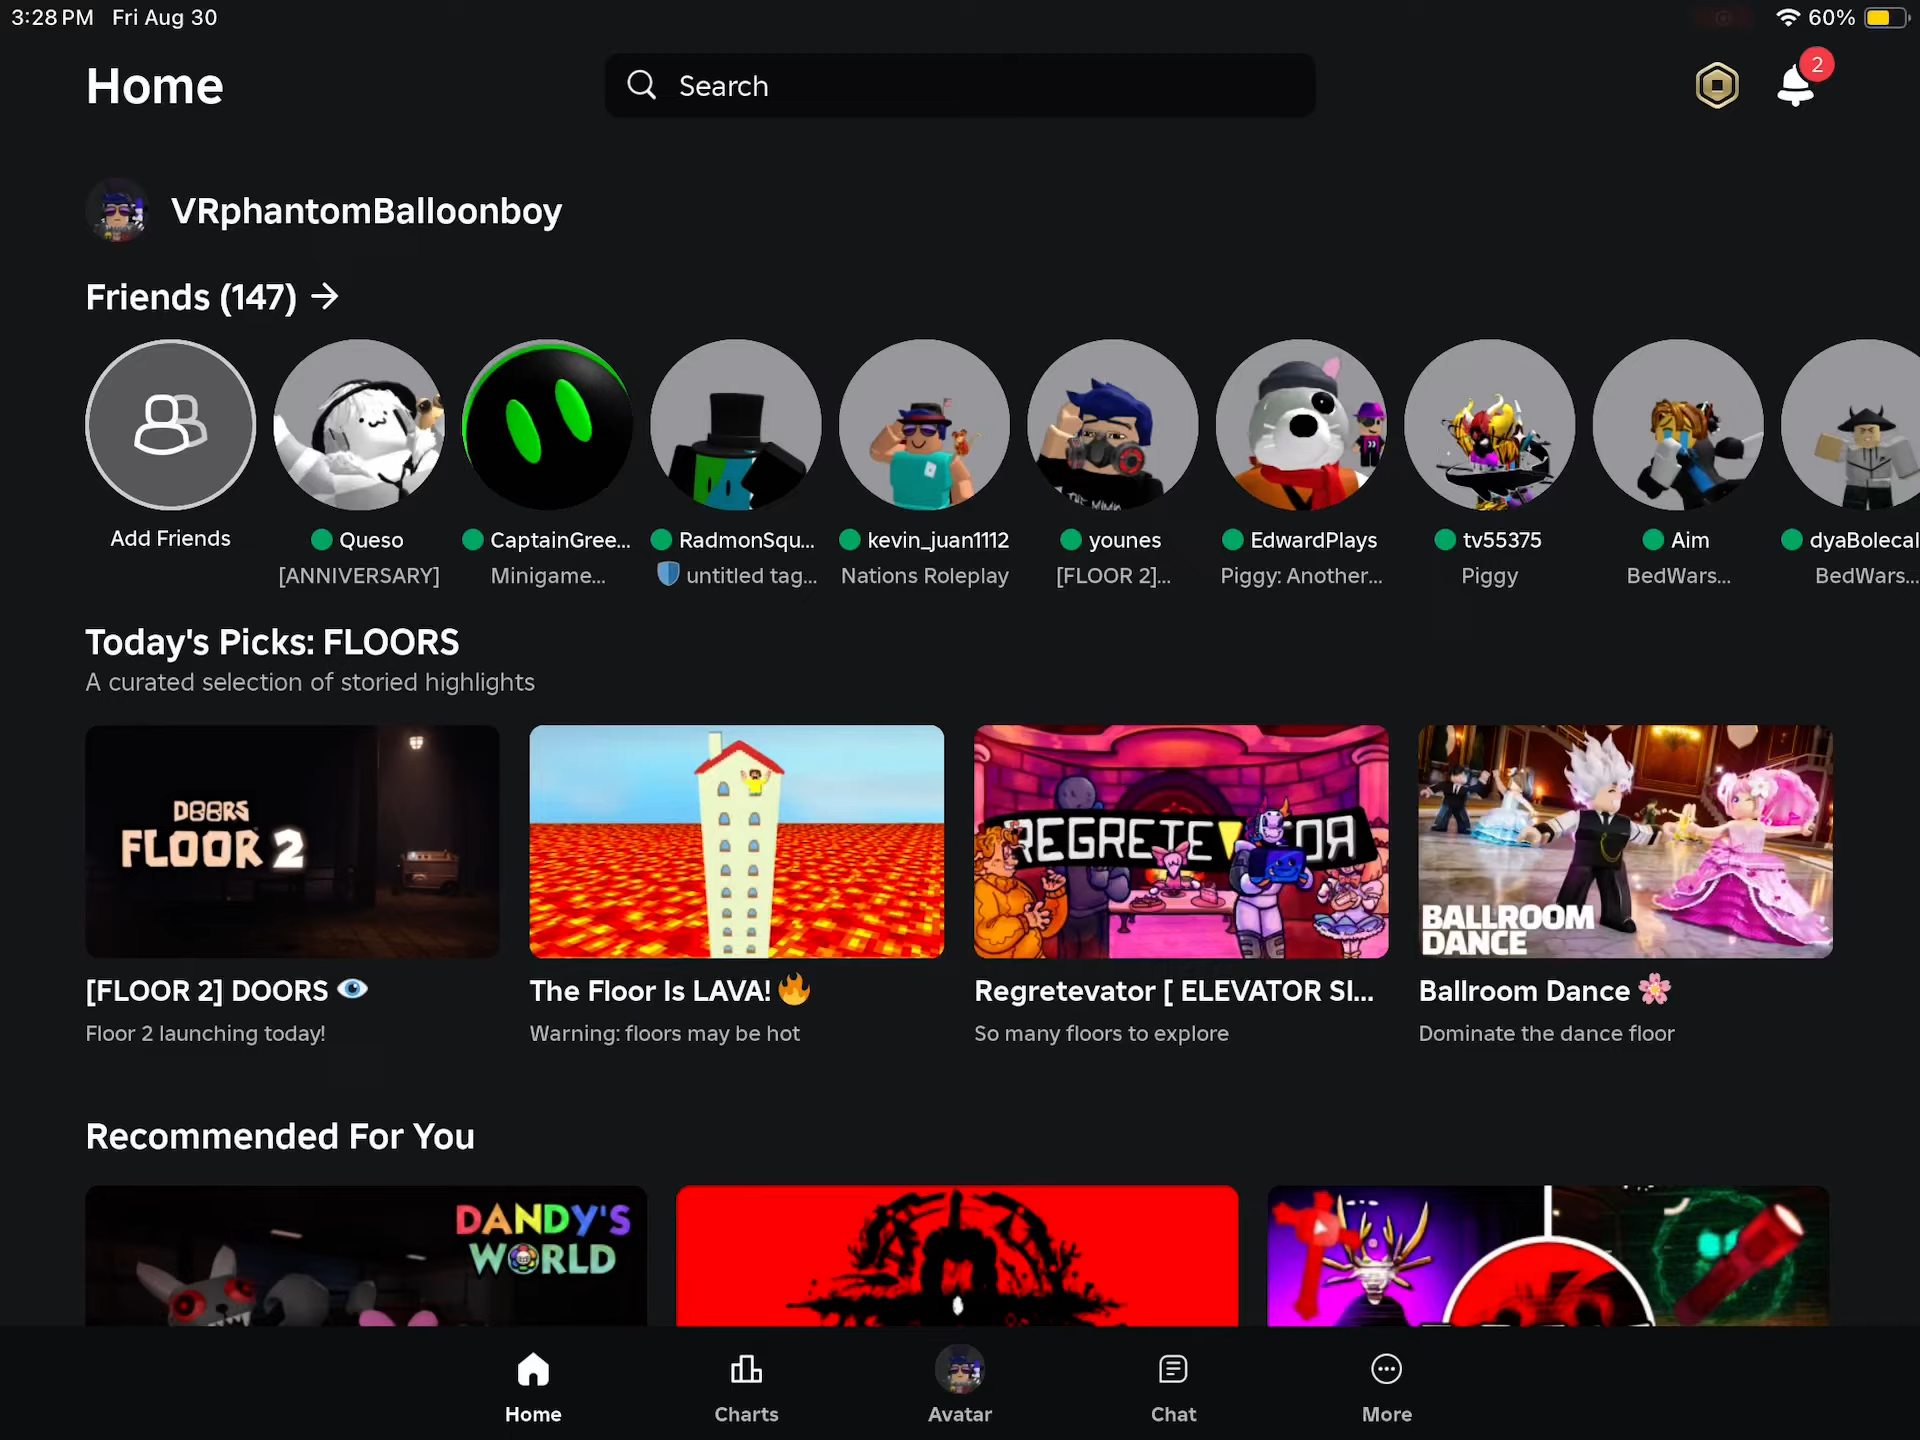 3:28 PM Fri Aug 30
60%
Home
Search
2
VRphantomBalloonboy
Friends (147)
Add Friends
Queso
CaptainGree...
RadmonSqu...
kevin_juan1112
younes
EdwardPlays
tv55375
Aim
dyaBolecal
[ANNIVERSARY]
Minigame...
untitled tag...
Nations Roleplay
[FLOOR 2]...
Piggy: Another...
Piggy
BedWars...
BedWars...
Today's Picks: FLOORS
A curated selection of storied highlights
DOORS
FLOOR 2
REGRETEVATOR
BALLROOM
DANCE
[FLOOR 2] DOORS
The Floor Is LAVA!
Regretevator [ ELEVATOR SI...
Ballroom Dance
Floor 2 launching today!
Warning: floors may be hot
So many floors to explore
Dominate the dance floor
Recommended For You
DANDY'S
WORLD
Home
Charts
Avatar
Chat
More